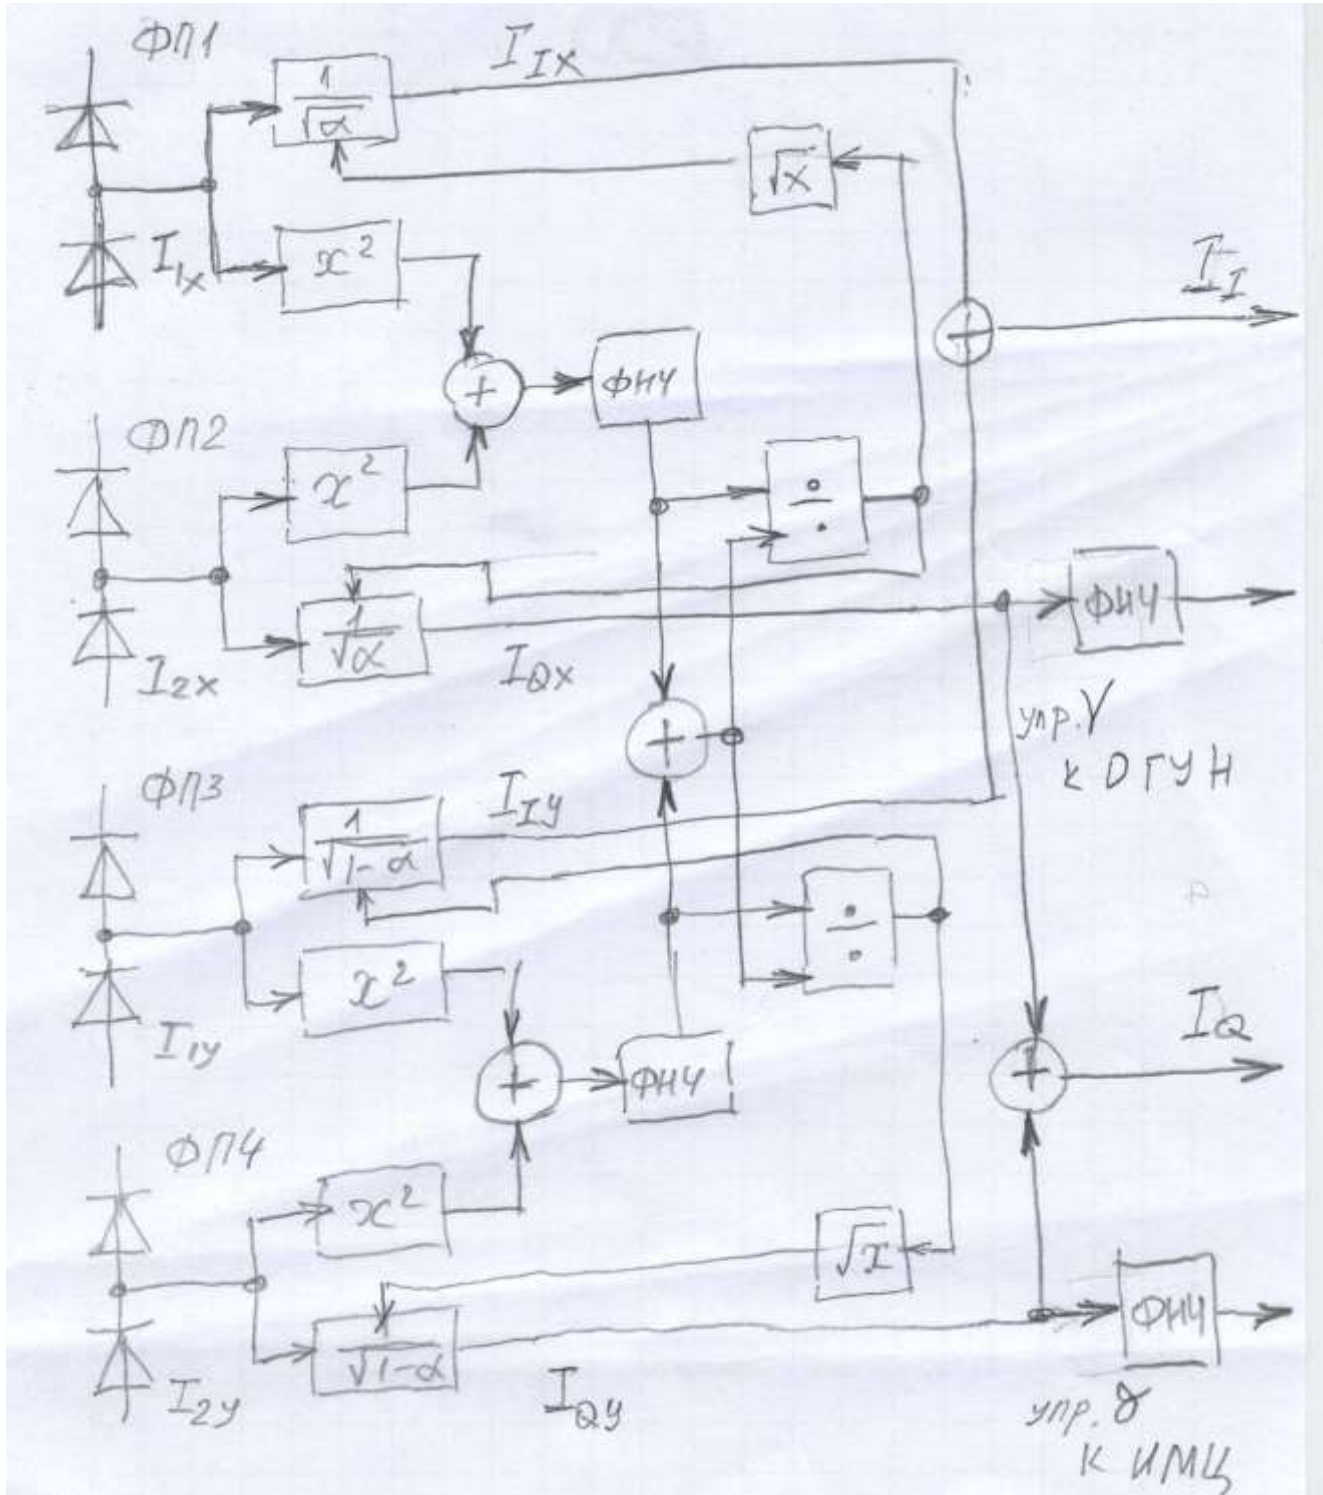 ФП1
1
√α
I_IX
√x
I_1X
x²
I_I
+
+
ФНЧ
ФП2
x²
÷
1
√α
ФНЧ
I_2X
I_QX
+
упр. γ
к ОГУН
ФП3
1
√1-α
I_Iy
÷
x²
I_1y
+
ФНЧ
+
I_Q
ФП4
x²
√x
1
√1-α
ФНЧ
I_2y
I_Qy
упр. γ
к ИМЦ